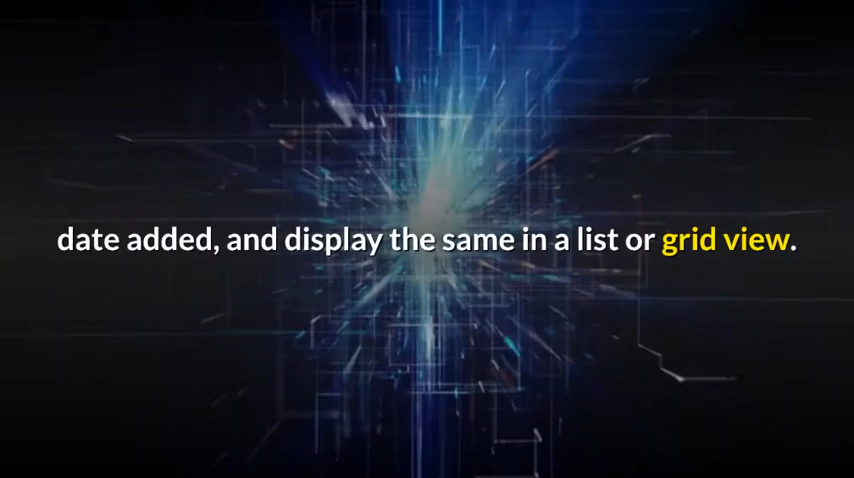 date added, and display the same in a list or grid view.